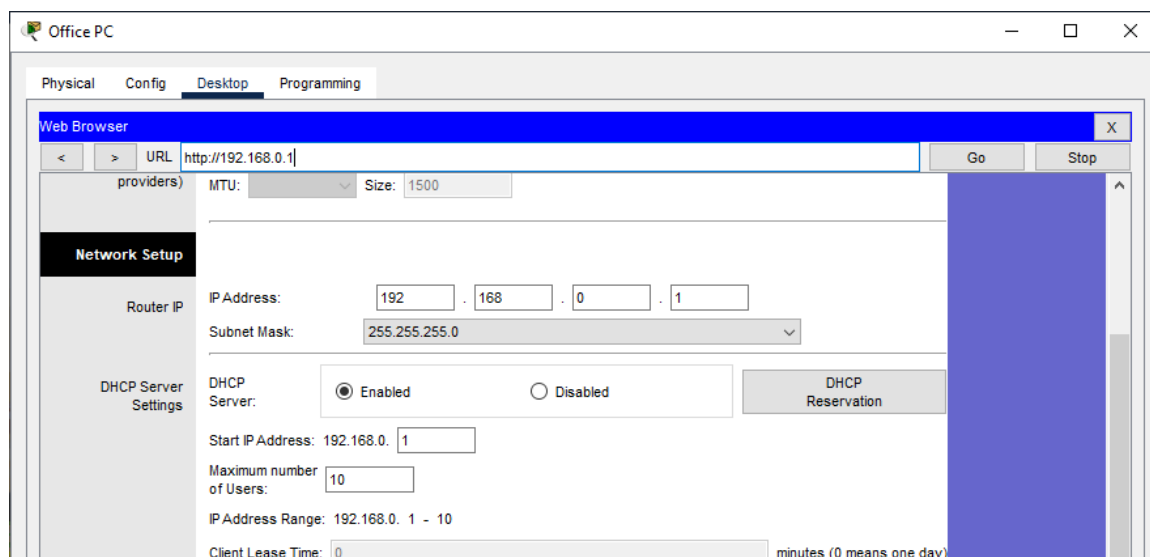 Office PC
Physical Config Desktop Programming
Web Browser X
< > URL http://192.168.0.1 Go Stop
providers) MTU: Size: 1500
Network Setup
Router IP IP Address: 192 . 168 . 0 . 1
Subnet Mask: 255.255.255.0
DHCP Server Settings
DHCP Server: Enabled Disabled DHCP Reservation
Start IP Address: 192.168.0. 1
Maximum number of Users: 10
IP Address Range: 192.168.0. 1 - 10
Client Lease Time: 0 minutes (0 means one day)